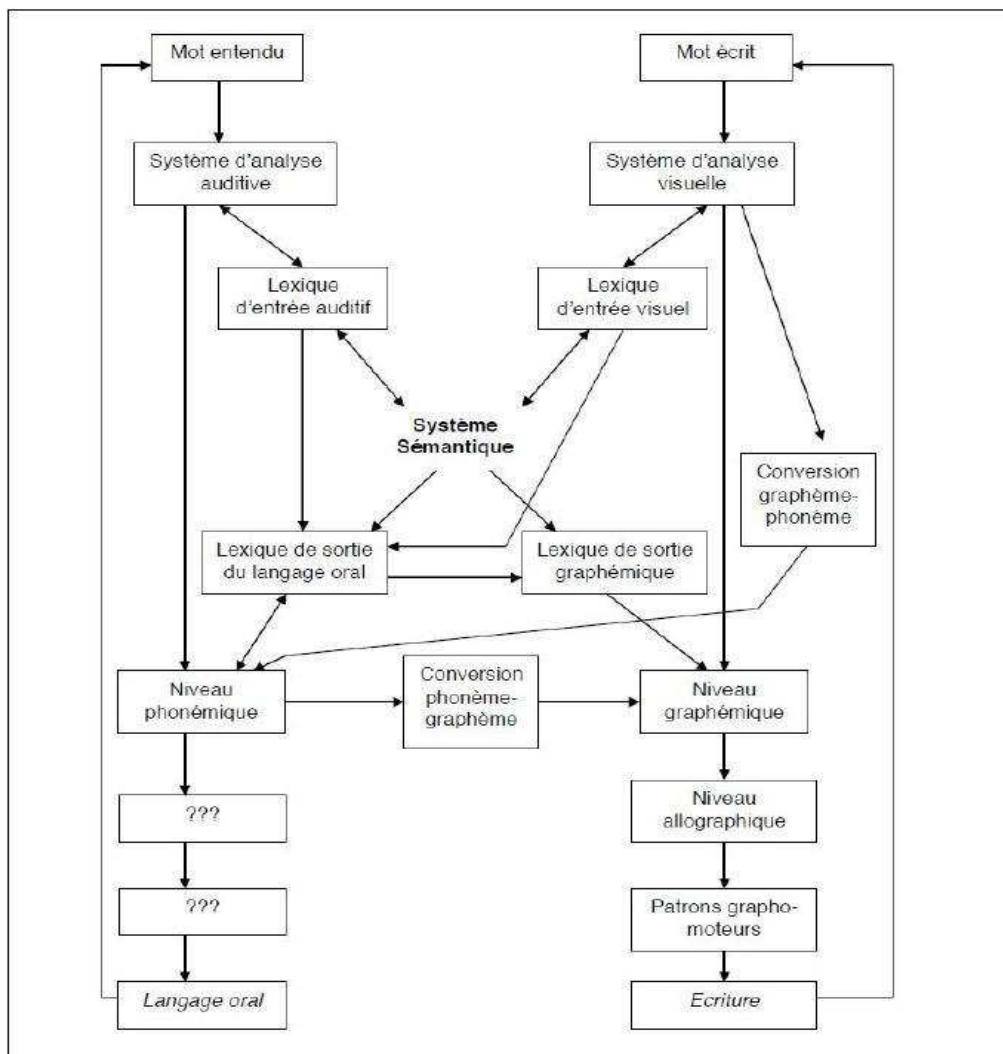 Mot entendu
Mot écrit
Système d'analyse
auditive
Système d'analyse
visuelle
Lexique
d'entrée auditif
Lexique
d'entrée visuel
Système
Sémantique
Conversion
graphème-
phonème
Lexique de sortie
du langage oral
Lexique de sortie
graphémique
Niveau
phonémique
Conversion
phonème-
graphème
Niveau
graphémique
???
Niveau
allographique
???
Patrons grapho-
moteurs
Langage oral
Ecriture